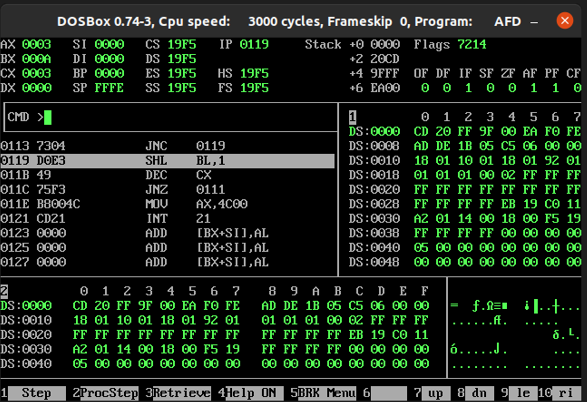 DOSBox 0.74-3, Cpu speed: 3000 cycles, Frameskip 0, Program: AFD
AX 0003 SI 0000 CS 19F5 IP 0119 Stack +0 0000 Flags 7214
BX 000A DI 0000 DS 19F5 +2 20CD
CX 0003 BP 0000 ES 19F5 HS 19F5 +4 9FFF OF DF IF SF ZF AF PF CF
DX 0000 SP FFFE SS 19F5 FS 19F5 +6 EA00 0 0 1 0 0 1 1 0
CMD >
1 0 1 2 3 4 5 6 7
DS:0000 CD 20 FF 9F 00 EA F0 FE
0113 7304 JNC 0119 DS:0008 AD DE 1B 05 C5 06 00 00
0119 D0E3 SHL BL,1 DS:0010 18 01 10 01 18 01 92 01
011B 49 DEC CX DS:0018 01 01 01 00 02 FF FF FF
011C 75F3 JNZ 0111 DS:0020 FF FF FF FF FF FF FF FF
011E B8004C MOV AX,4C00 DS:0028 FF FF FF FF EB 19 C0 11
0121 CD21 INT 21 DS:0030 A2 01 14 00 18 00 F5 19
0123 0000 ADD [BX+SI],AL DS:0038 FF FF FF FF 00 00 00 00
0125 0000 ADD [BX+SI],AL DS:0040 05 00 00 00 00 00 00 00
0127 0000 ADD [BX+SI],AL DS:0048 00 00 00 00 00 00 00 00
2 0 1 2 3 4 5 6 7 8 9 A B C D E F
DS:0000 CD 20 FF 9F 00 EA F0 FE AD DE 1B 05 C5 06 00 00
DS:0010 18 01 10 01 18 01 92 01 01 01 01 00 02 FF FF FF
DS:0020 FF FF FF FF FF FF FF FF FF FF FF FF EB 19 C0 11
DS:0030 A2 01 14 00 18 00 F5 19 FF FF FF FF 00 00 00 00
DS:0040 05 00 00 00 00 00 00 00 00 00 00 00 00 00 00 00
1 Step 2 ProcStep 3 Retrieve 4 Help ON 5 BRK Menu 6 7 up 8 dn 9 le 10 ri